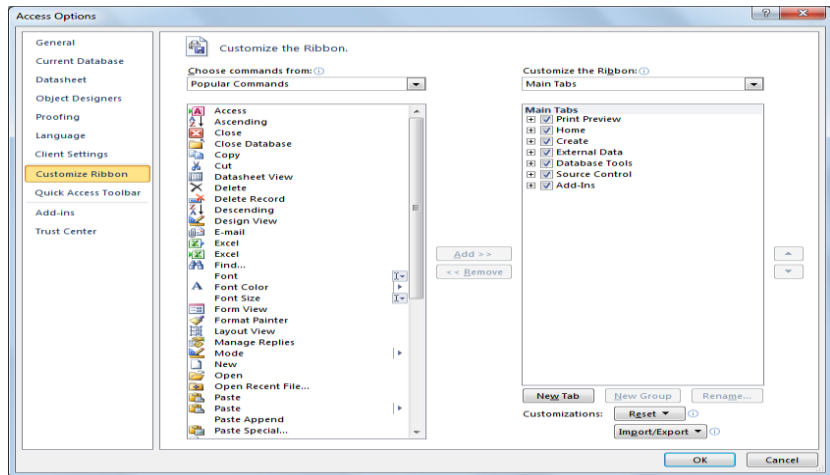 Access Options
General
Current Database
Datasheet
Object Designers
Proofing
Language
Client Settings
Customize Ribbon
Quick Access Toolbar
Add-ins
Trust Center
Customize the Ribbon.
Choose commands from:
Popular Commands
Access
Ascending
Close
Close Database
Copy
Cut
Datasheet View
Delete
Delete Record
Descending
Design View
E-mail
Excel
Excel
Find...
Font
Font Color
Font Size
Form View
Format Painter
Layout View
Manage Replies
Mode
New
Open
Open Recent File...
Paste
Paste
Paste Append
Paste Special...
Add >>
<< Remove
Customize the Ribbon:
Main Tabs
Main Tabs
Print Preview
Home
Create
External Data
Database Tools
Source Control
Add-Ins
New Tab New Group Rename...
Customizations: Reset
Import/Export
OK Cancel